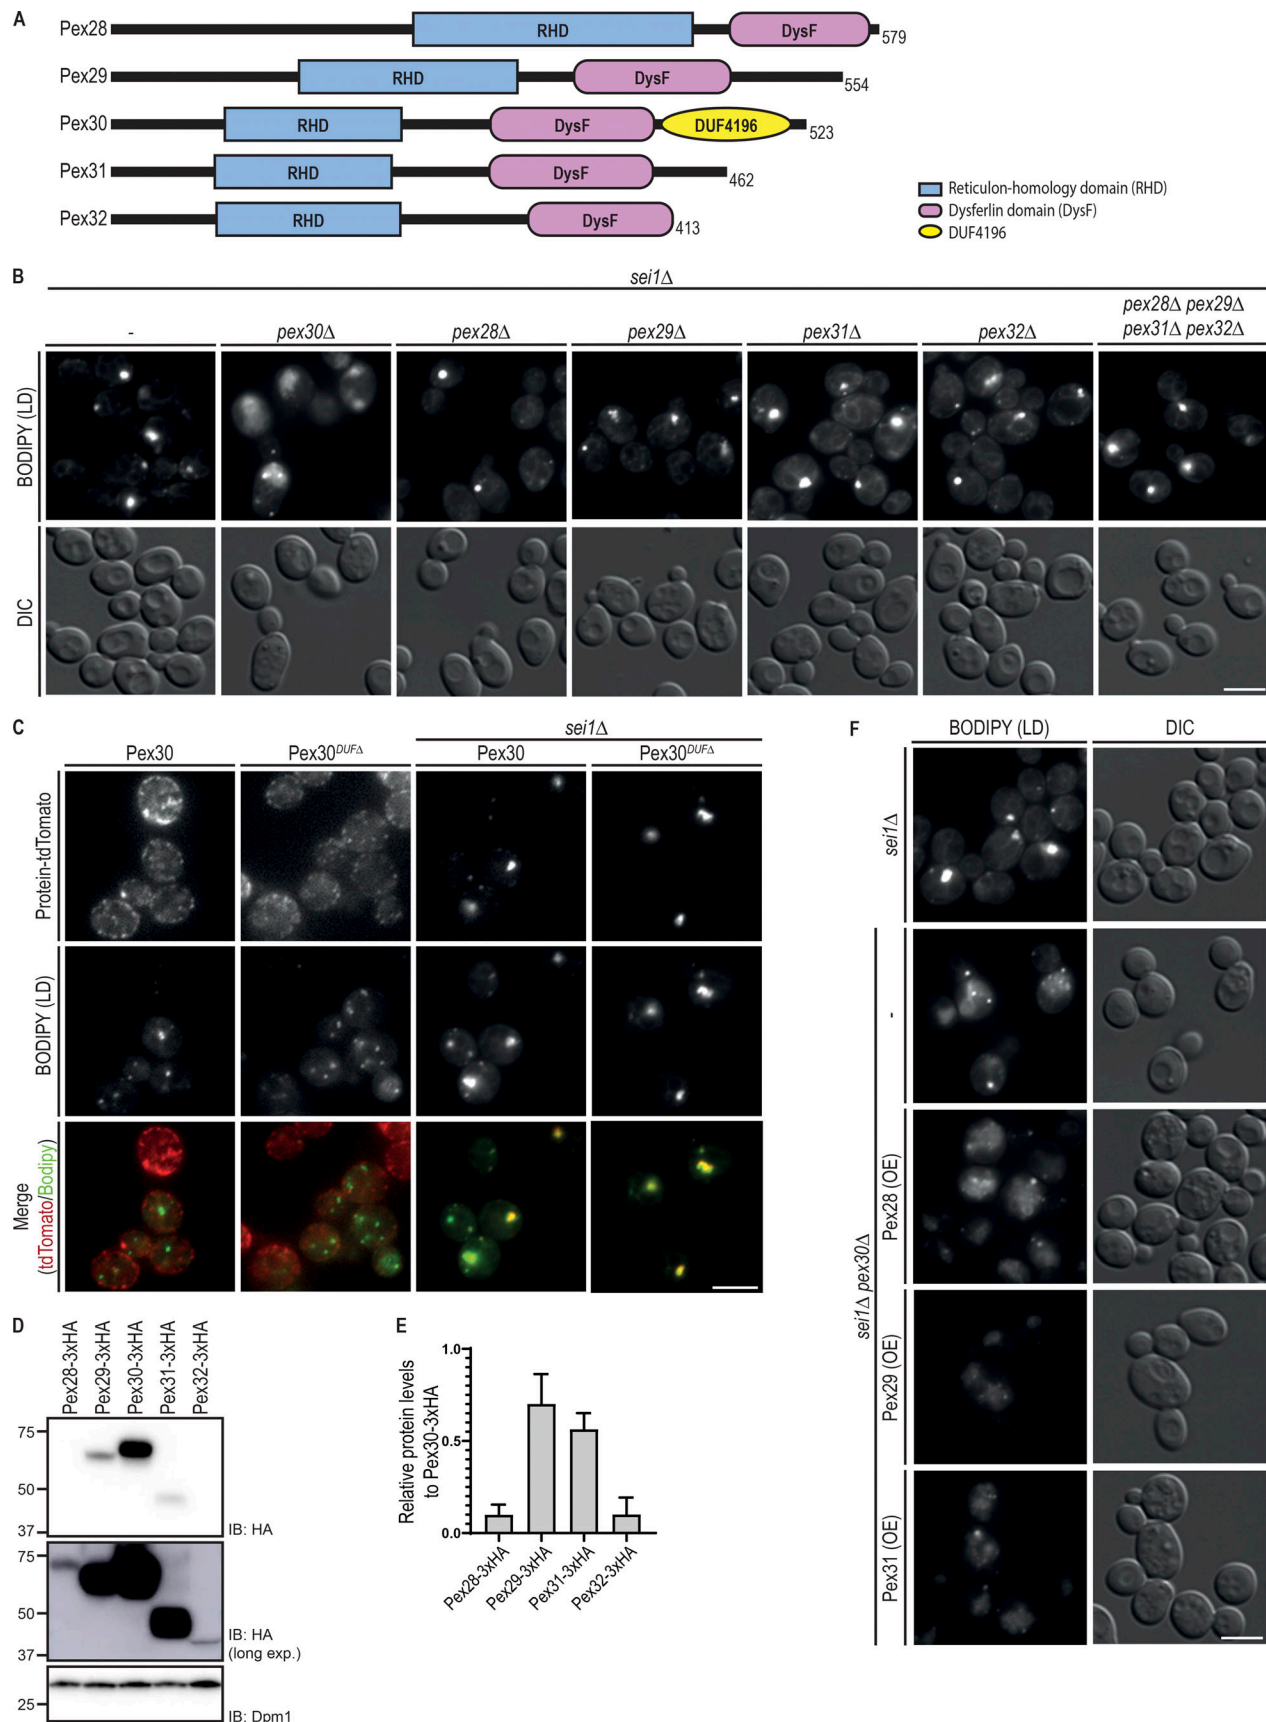 A
Pex28
RHD
DysF
579
Pex29
RHD
DysF
554
Pex30
RHD
DysF
DUF4196
523
Pex31
RHD
DysF
462
Pex32
RHD
DysF
413
Reticulon-homology domain (RHD)
Dysferlin domain (DysF)
DUF4196
B
sei1Δ
-
pex30Δ
pex28Δ
pex29Δ
pex31Δ
pex32Δ
pex28Δ pex29Δ
pex31Δ pex32Δ
BODIPY (LD)
DIC
C
sei1Δ
Pex30
Pex30DUFΔ
Pex30
Pex30DUFΔ
Protein-tdTomato
BODIPY (LD)
Merge
(tdTomato/Bodipy)
D
Pex28-3xHA
Pex29-3xHA
Pex30-3xHA
Pex31-3xHA
Pex32-3xHA
75
50
37
IB: HA
75
50
37
IB: HA
(long exp.)
25
IB: Dpm1
E
Relative protein levels
to Pex30-3xHA
1.0
0.5
0.0
Pex28-3xHA
Pex29-3xHA
Pex31-3xHA
Pex32-3xHA
F
BODIPY (LD)
DIC
sei1Δ
sei1Δ pex30Δ
-
Pex28 (OE)
Pex29 (OE)
Pex31 (OE)